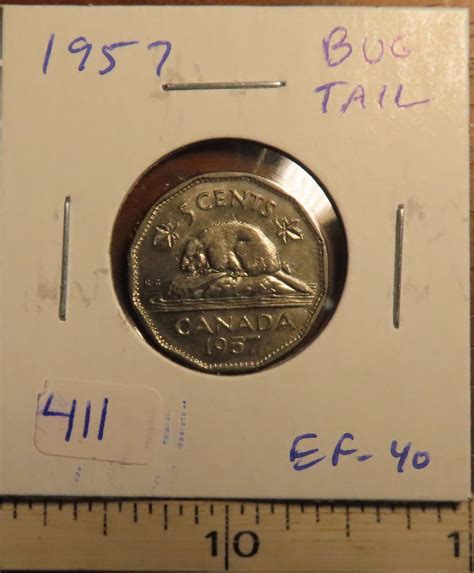 1957
BUG
TAIL
5 CENTS
CANADA
1957
411
EF-40
10